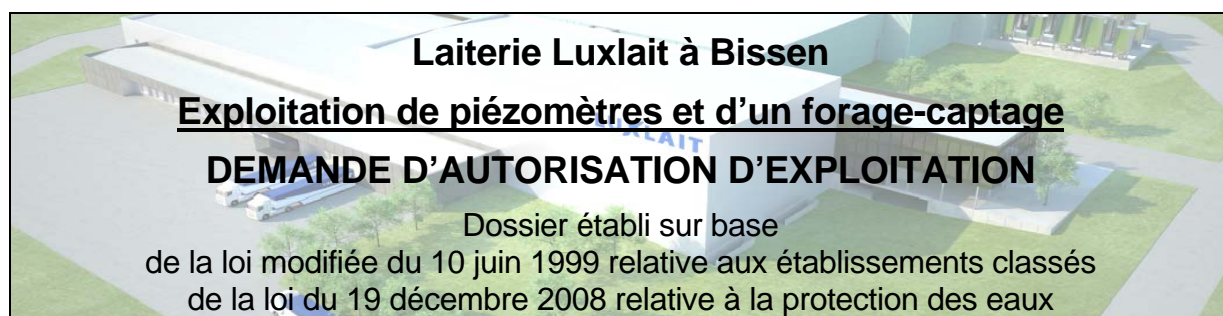 Laiterie Luxlait à Bissen
Exploitation de piézomètres et d'un forage-captage
LUXLAIT
DEMANDE D'AUTORISATION D'EXPLOITATION
Dossier établi sur base
de la loi modifiée du 10 juin 1999 relative aux établissements classés
de la loi du 19 décembre 2008 relative à la protection des eaux